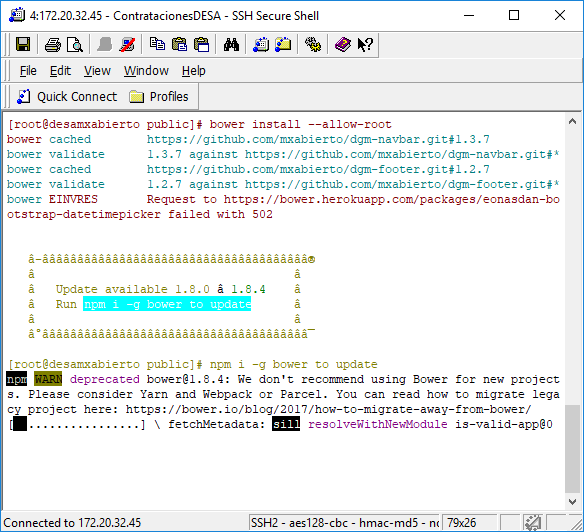 4:172.20.32.45 - ContratacionesDESA - SSH Secure Shell
File Edit View Window Help
Quick Connect Profiles
[root@desamxabierto public]# bower install --allow-root
bower cached        https://github.com/mxabierto/dgm-navbar.git#1.3.7
bower validate      1.3.7 against https://github.com/mxabierto/dgm-navbar.git#*
bower cached        https://github.com/mxabierto/dgm-footer.git#1.2.7
bower validate      1.2.7 against https://github.com/mxabierto/dgm-footer.git#*
bower EINVRES       Request to https://bower.herokuapp.com/packages/eonasdan-bo
otstrap-datetimepicker failed with 502
â-ââââââââââââââââââââââââââââââââââââââ®
â                                     â
â   Update available 1.8.0 â 1.8.4    â
â   Run npm i -g bower to update      â
â                                     â
â°ââââââââââââââââââââââââââââââââââââââ¯
[root@desamxabierto public]# npm i -g bower to update
npm WARN deprecated bower@1.8.4: We don't recommend using Bower for new project
s. Please consider Yarn and Webpack or Parcel. You can read how to migrate lega
cy project here: https://bower.io/blog/2017/how-to-migrate-away-from-bower/
[  ................] \ fetchMetadata: sill resolveWithNewModule is-valid-app@0
Connected to 172.20.32.45 SSH2 - aes128-cbc - hmac-md5 - nc 79x26